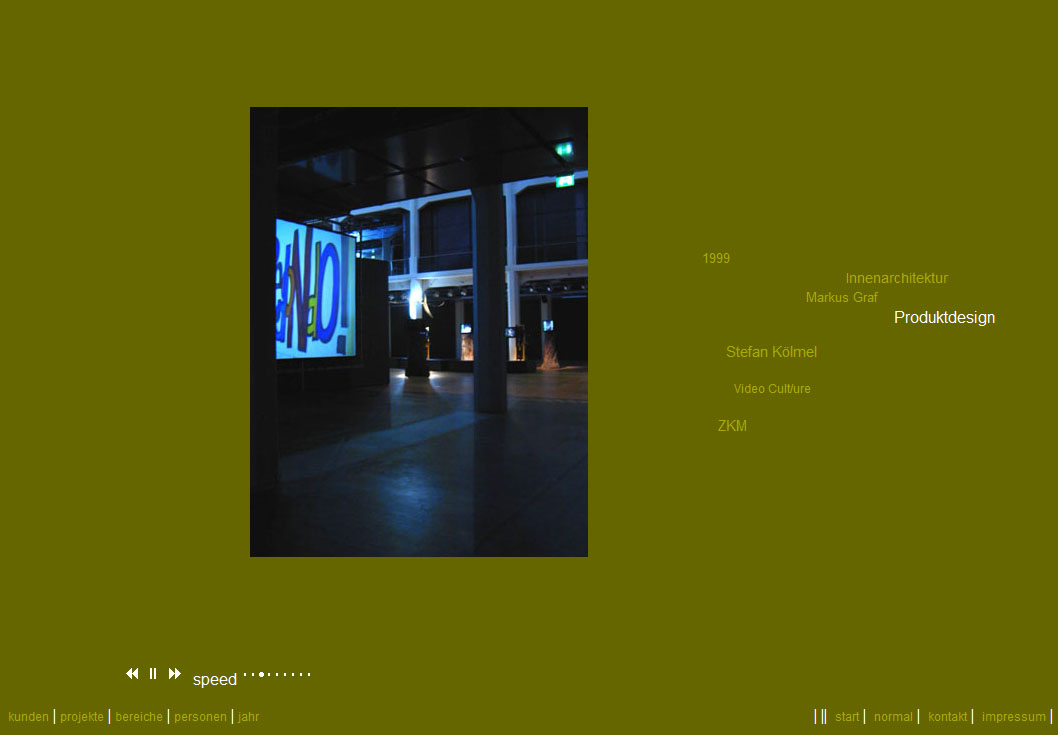 1999
Innenarchitektur
Markus Graf
Produktdesign
Stefan Kölmel
Video Cult/ure
ZKM
speed
kunden | projekte | bereiche | personen | jahr
| || start | normal | kontakt | impressum |